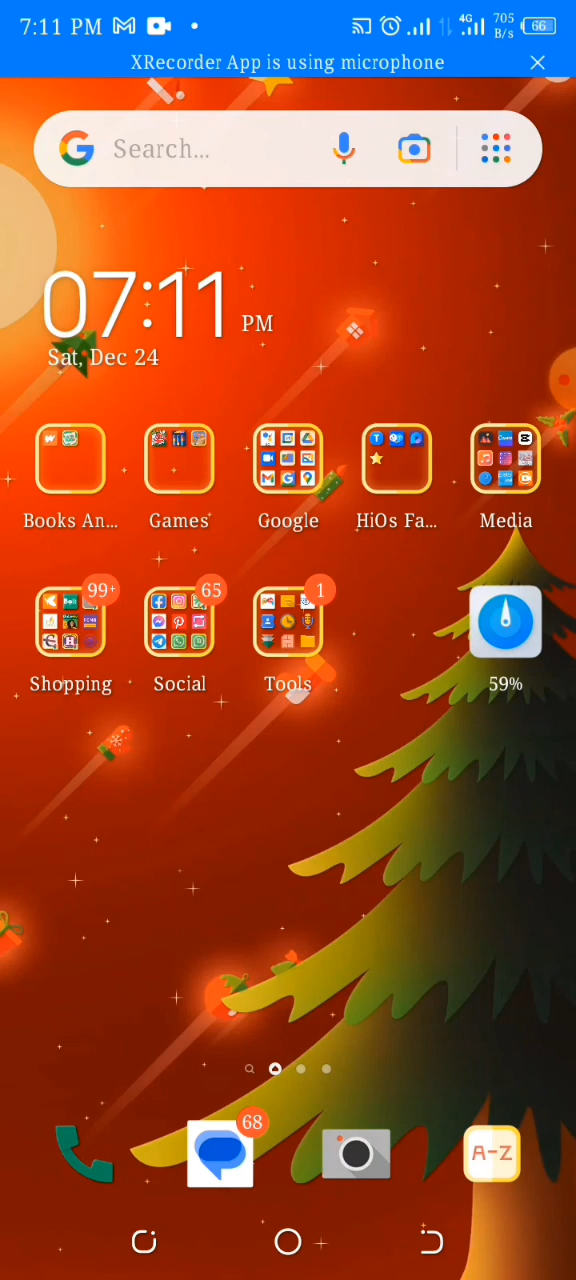 7:11 PM
4G
705 B/s
66
XRecorder App is using microphone
Search...
07:11 PM
Sat, Dec 24
Books An...
Games
Google
HiOs Fa...
Media
99+
65
1
Shopping
Social
Tools
59%
68
A-Z